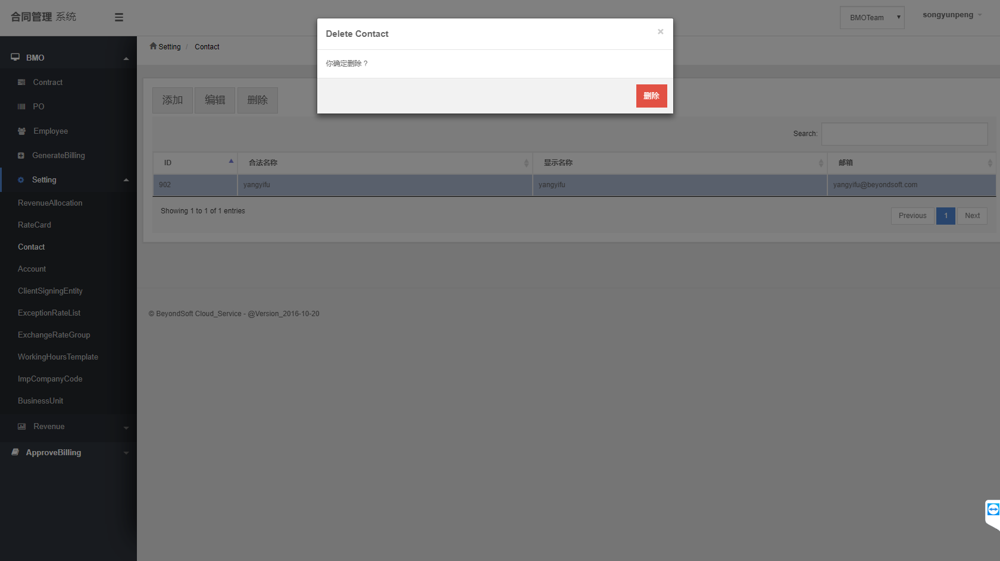 合同管理 系统
BMOTeam
songyunpeng
Delete Contact
×
你确定删除？
删除
BMO
Contract
PO
Employee
GenerateBilling
Setting
RevenueAllocation
RateCard
Contact
Account
ClientSigningEntity
ExceptionRateList
ExchangeRateGroup
WorkingHoursTemplate
ImpCompanyCode
BusinessUnit
Revenue
ApproveBilling
Setting / Contact
添加 编辑 删除
Search:
ID 合法名称 显示名称 邮箱
902 yangyifu yangyifu yangyifu@beyondsoft.com
Showing 1 to 1 of 1 entries
Previous 1 Next
© BeyondSoft Cloud_Service - @Version_2016-10-20